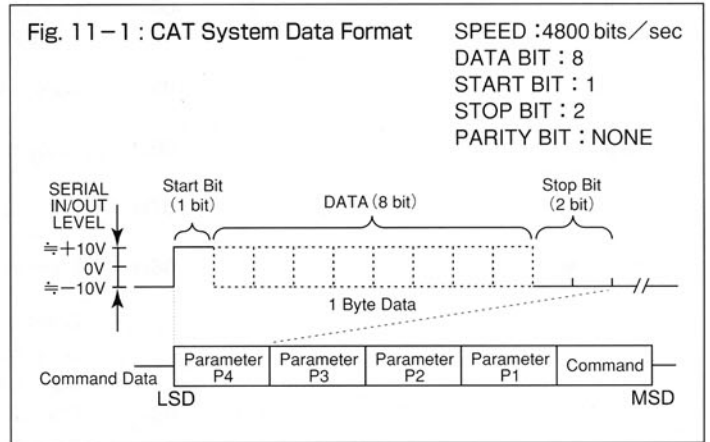 Fig. 11−1 : CAT System Data Format
SPEED :4800 bits／sec
DATA BIT : 8
START BIT : 1
STOP BIT : 2
PARITY BIT : NONE
SERIAL
IN/OUT
LEVEL
≒+10V
0V
≒−10V
Start Bit
(1 bit)
DATA (8 bit)
Stop Bit
(2 bit)
1 Byte Data
Command Data
Parameter
P4
Parameter
P3
Parameter
P2
Parameter
P1
Command
LSD
MSD